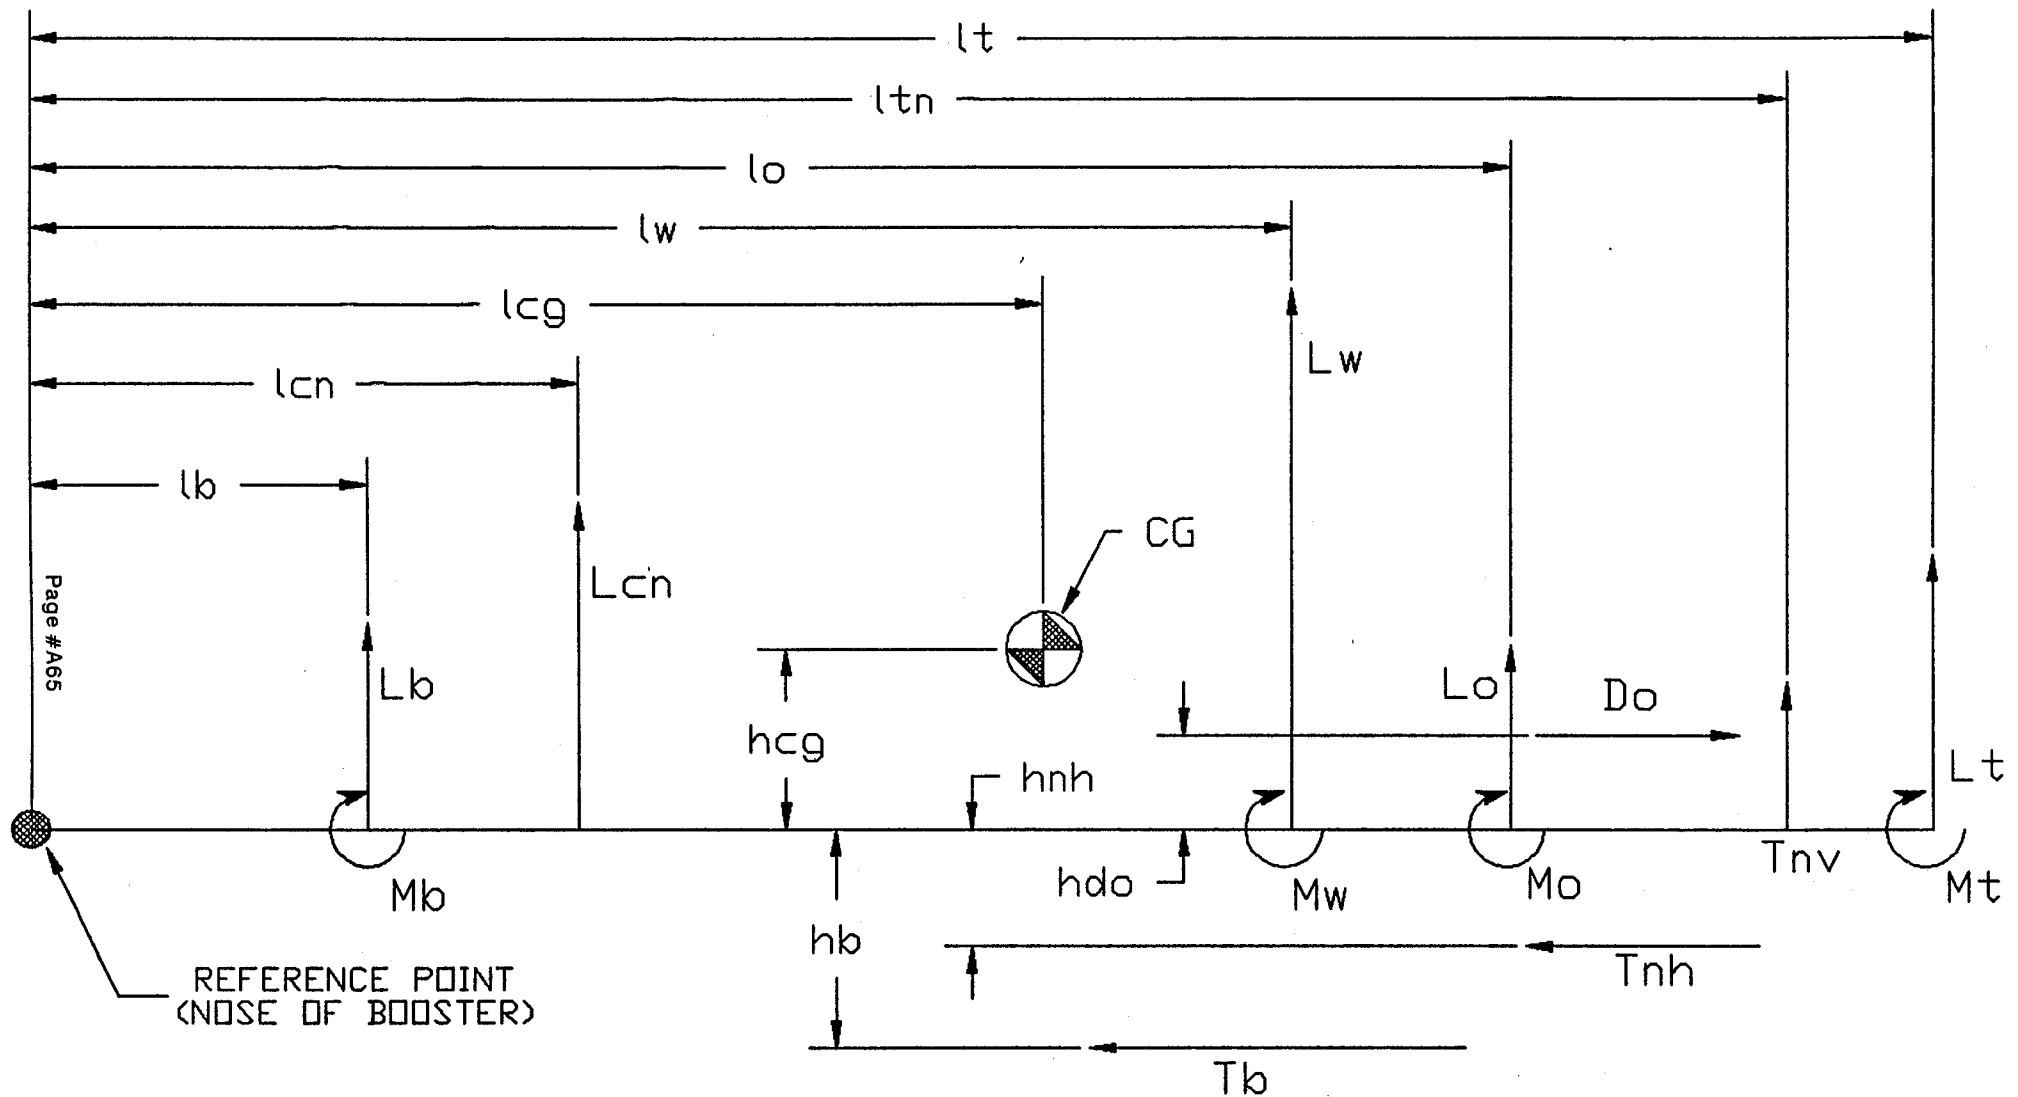 lt
ltn
lo
lw
lcg
Lw
lcn
lb
CG
Lcn
Page #A65
Lb
Lo
Do
hcg
hnh
Lt
Tnv
hdo
Mb
Mw
Mo
Mt
hb
Tnh
REFERENCE POINT
(NOSE OF BOOSTER)
Tb